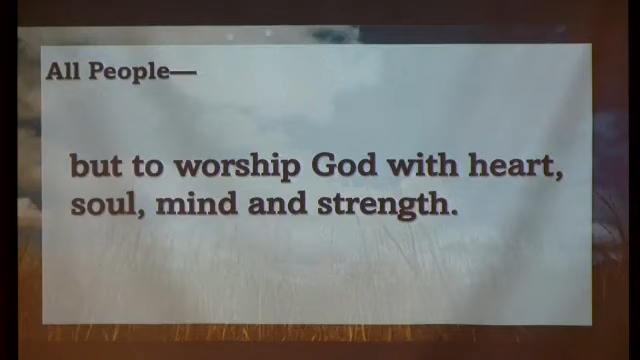 All People—
but to worship God with heart,
soul, mind and strength.